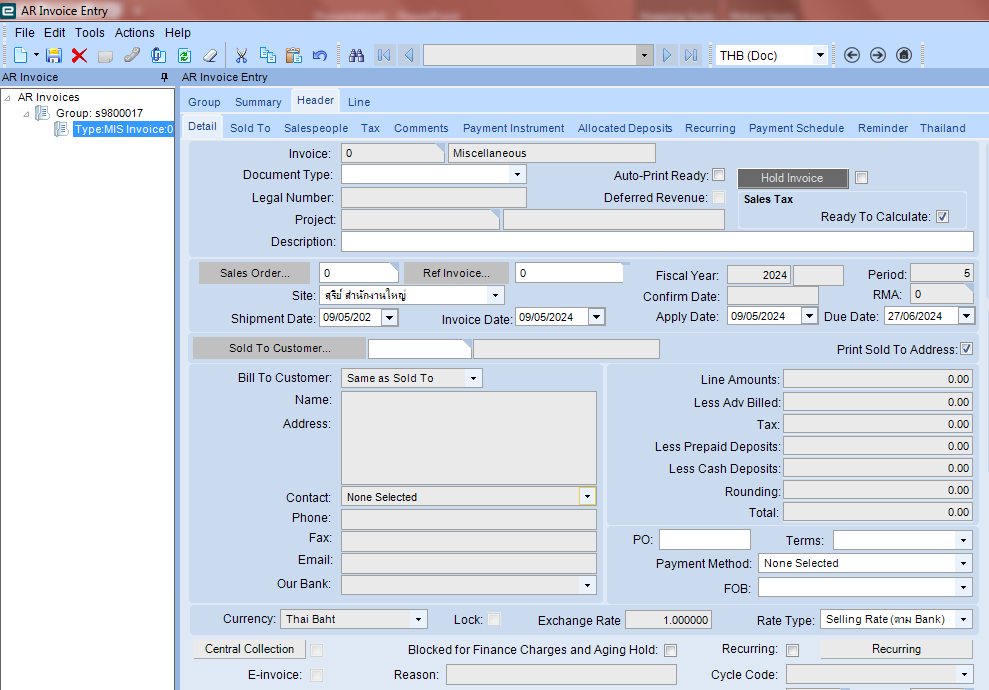 AR Invoice Entry
File Edit Tools Actions Help
THB (Doc)
AR Invoice
AR Invoice Entry
AR Invoices
Group: s9800017
Type:MIS Invoice:0
Group Summary Header Line
Detail Sold To Salespeople Tax Comments Payment Instrument Allocated Deposits Recurring Payment Schedule Reminder Thailand
Invoice: 0 Miscellaneous
Document Type: Auto-Print Ready: Hold Invoice
Legal Number: Deferred Revenue: Sales Tax
Project: Ready To Calculate:
Description:
Sales Order... 0 Ref Invoice... 0 Fiscal Year: 2024 Period: 5
Site: สุรีย์ สำนักงานใหญ่ Confirm Date: RMA: 0
Shipment Date: 09/05/202 Invoice Date: 09/05/2024 Apply Date: 09/05/2024 Due Date: 27/06/2024
Sold To Customer... Print Sold To Address:
Bill To Customer: Same as Sold To Line Amounts: 0.00
Name: Less Adv Billed: 0.00
Address: Tax: 0.00
Less Prepaid Deposits: 0.00
Less Cash Deposits: 0.00
Contact: None Selected Rounding: 0.00
Phone: Total: 0.00
Fax: PO: Terms:
Email: Payment Method: None Selected
Our Bank: FOB:
Currency: Thai Baht Lock: Exchange Rate 1.000000 Rate Type: Selling Rate (ตาม Bank)
Central Collection Blocked for Finance Charges and Aging Hold: Recurring: Recurring
E-invoice: Reason: Cycle Code: